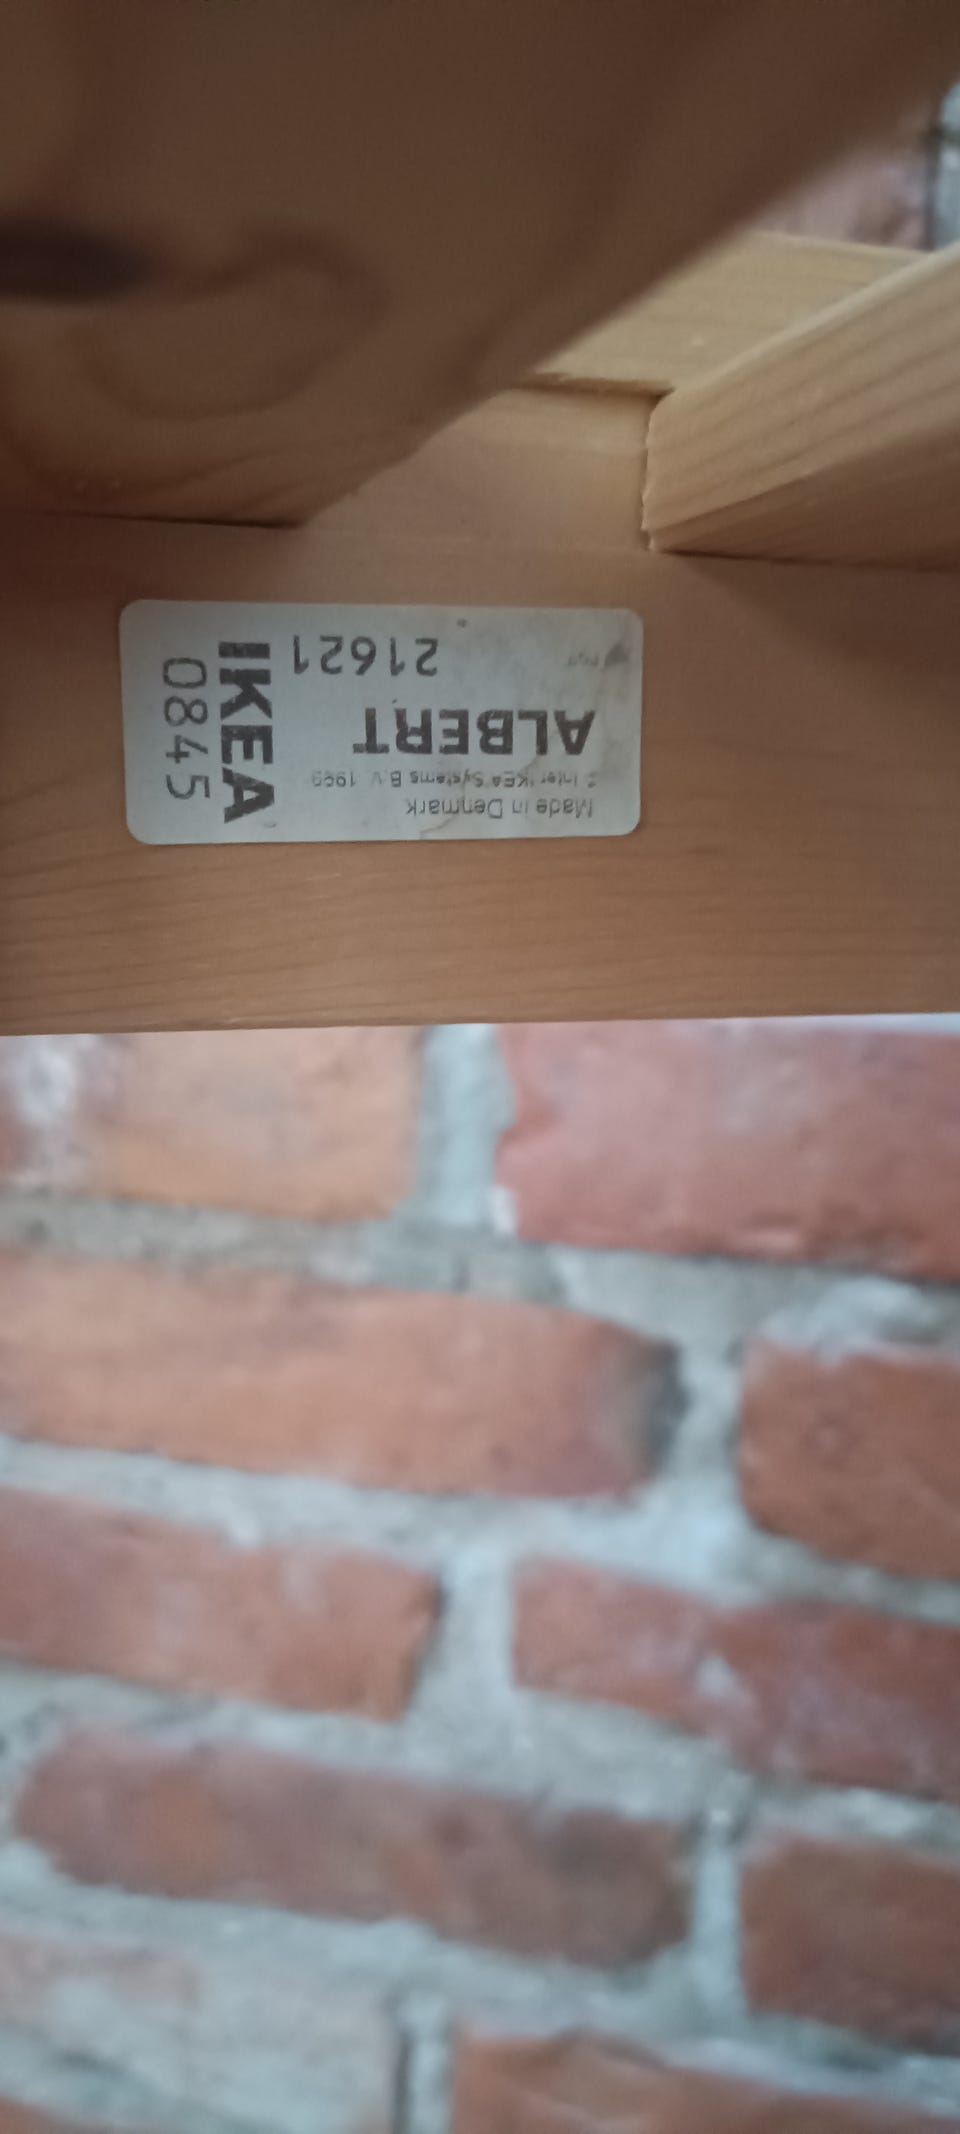 Made in Denmark
© Inter IKEA Systems B.V. 1999
ALBERT
21621
IKEA
0845